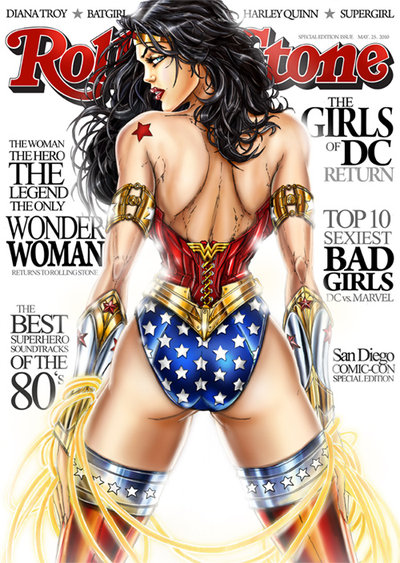 DIANA TROY ★ BATGIRL HARLEY QUINN ★ SUPERGIRL
SPECIAL EDITION ISSUE MAY. 25 2010
Rolling Stone
THE WOMAN
THE HERO
THE
LEGEND
THE ONLY
WONDER
WOMAN
RETURNS TO ROLLING STONE
THE
BEST
SUPERHERO
SOUNDTRACKS
OF THE
80's
THE
GIRLS
OF DC
RETURN
TOP 10
SEXIEST
BAD
GIRLS
DC vs. MARVEL
San Diego
COMIC-CON
SPECIAL EDITION